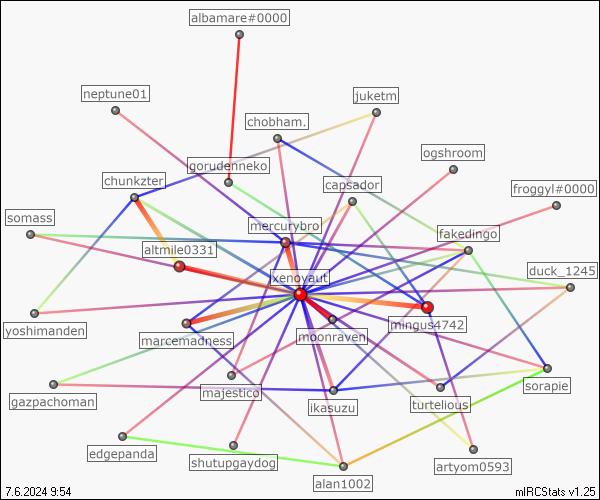 albamare#0000
neptune01
juketm
chobham.
ogshroom
gorudenneko
chunkzter
capsador
froggyl#0000
somass
mercurybro
fakedingo
altmile0331
xenoyaut
duck_1245
yoshimanden
mingus4742
marcemadness
moonraven
majestico
sorapie
gazpachoman
ikasuzu
turtelious
edgepanda
shutupgaydog
artyom0593
alan1002
7.6.2024 9:54
mIRCStats v1.25